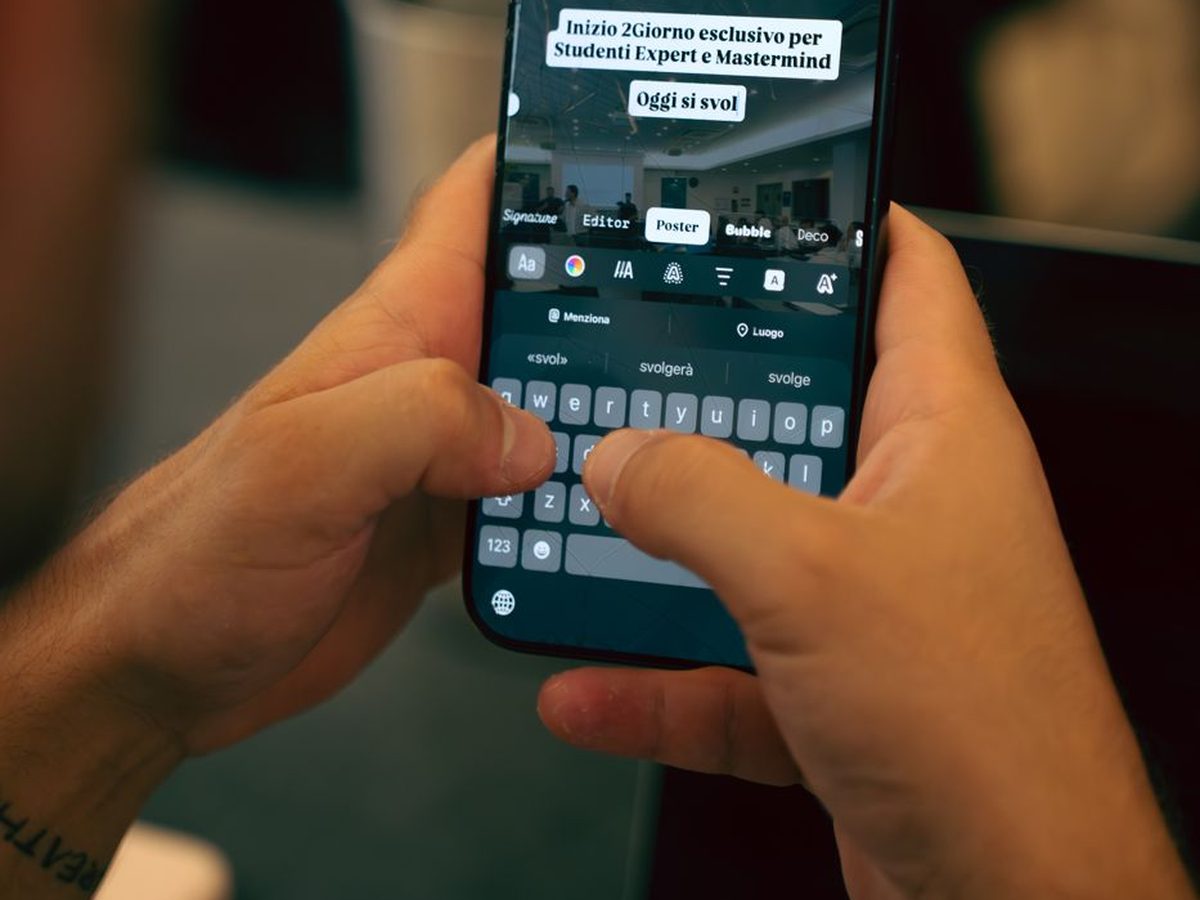 Inizio 2Giorno esclusivo per
Studenti Expert e Mastermind
Oggi si svol
Signature Editor Poster Bubble Deco S
Aa A A A A
Menziona Luogo
«svol» svolgerà svolge
q w e r t y u i o p
k l
z x
123